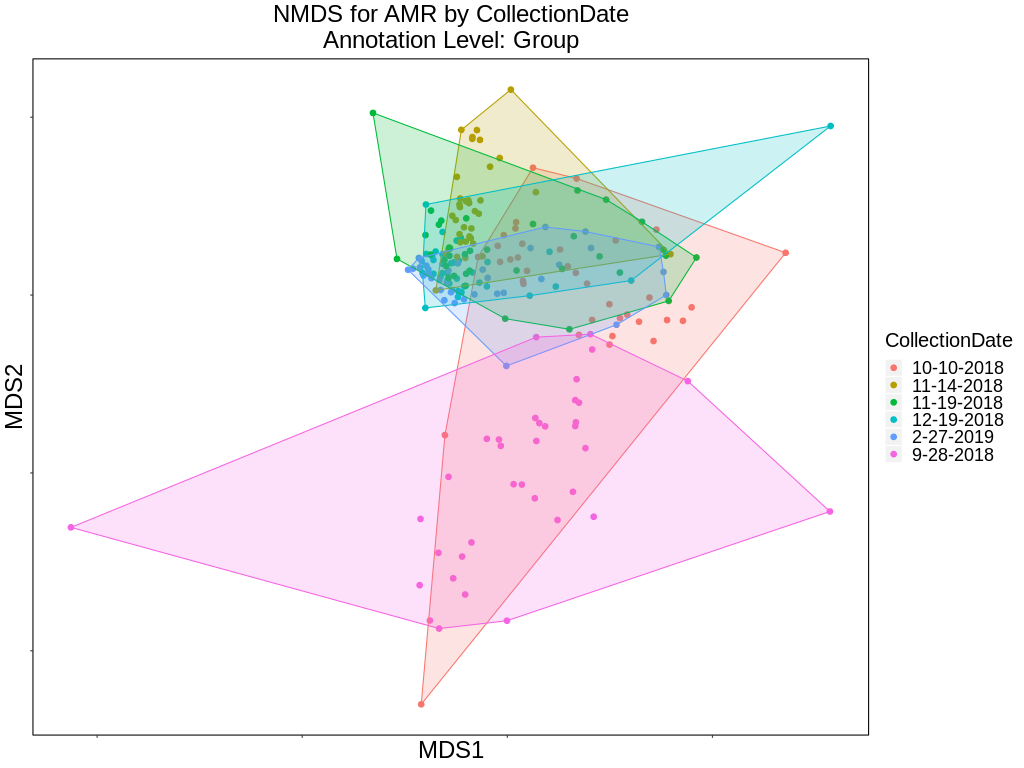 NMDS for AMR by CollectionDate
Annotation Level: Group
MDS2
MDS1
CollectionDate
10-10-2018
11-14-2018
11-19-2018
12-19-2018
2-27-2019
9-28-2018